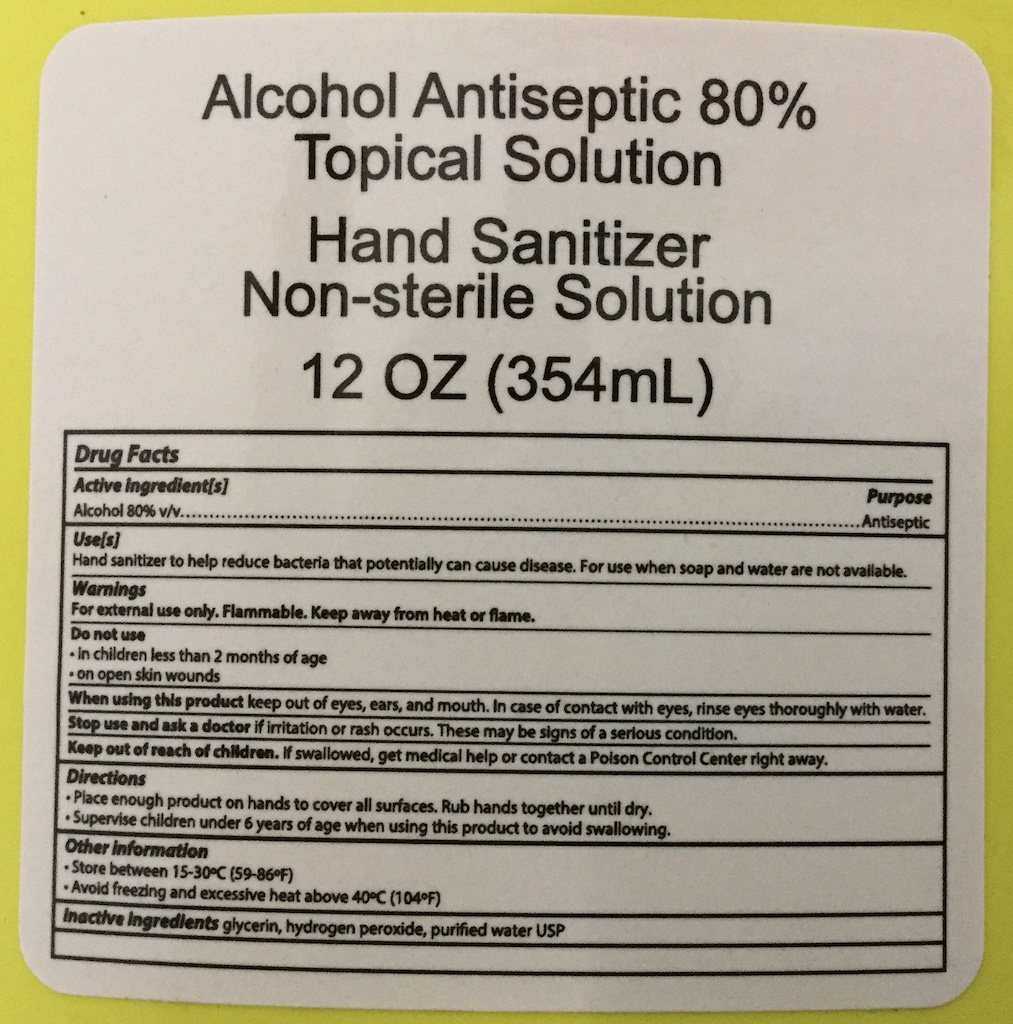 Alcohol Antiseptic 80%
Topical Solution
Hand Sanitizer
Non-sterile Solution
12 OZ (354mL)
Drug Facts
Active Ingredient[s] Purpose
Alcohol 80% v/v....................................................................................................Antiseptic
Use[s]
Hand sanitizer to help reduce bacteria that potentially can cause disease. For use when soap and water are not available.
Warnings
For external use only. Flammable. Keep away from heat or flame.
Do not use
• in children less than 2 months of age
• on open skin wounds
When using this product keep out of eyes, ears, and mouth. In case of contact with eyes, rinse eyes thoroughly with water.
Stop use and ask a doctor if irritation or rash occurs. These may be signs of a serious condition.
Keep out of reach of children. If swallowed, get medical help or contact a Poison Control Center right away.
Directions
• Place enough product on hands to cover all surfaces. Rub hands together until dry.
• Supervise children under 6 years of age when using this product to avoid swallowing.
Other information
• Store between 15-30ºC (59-86ºF)
• Avoid freezing and excessive heat above 40ºC (104ºF)
Inactive ingredients glycerin, hydrogen peroxide, purified water USP